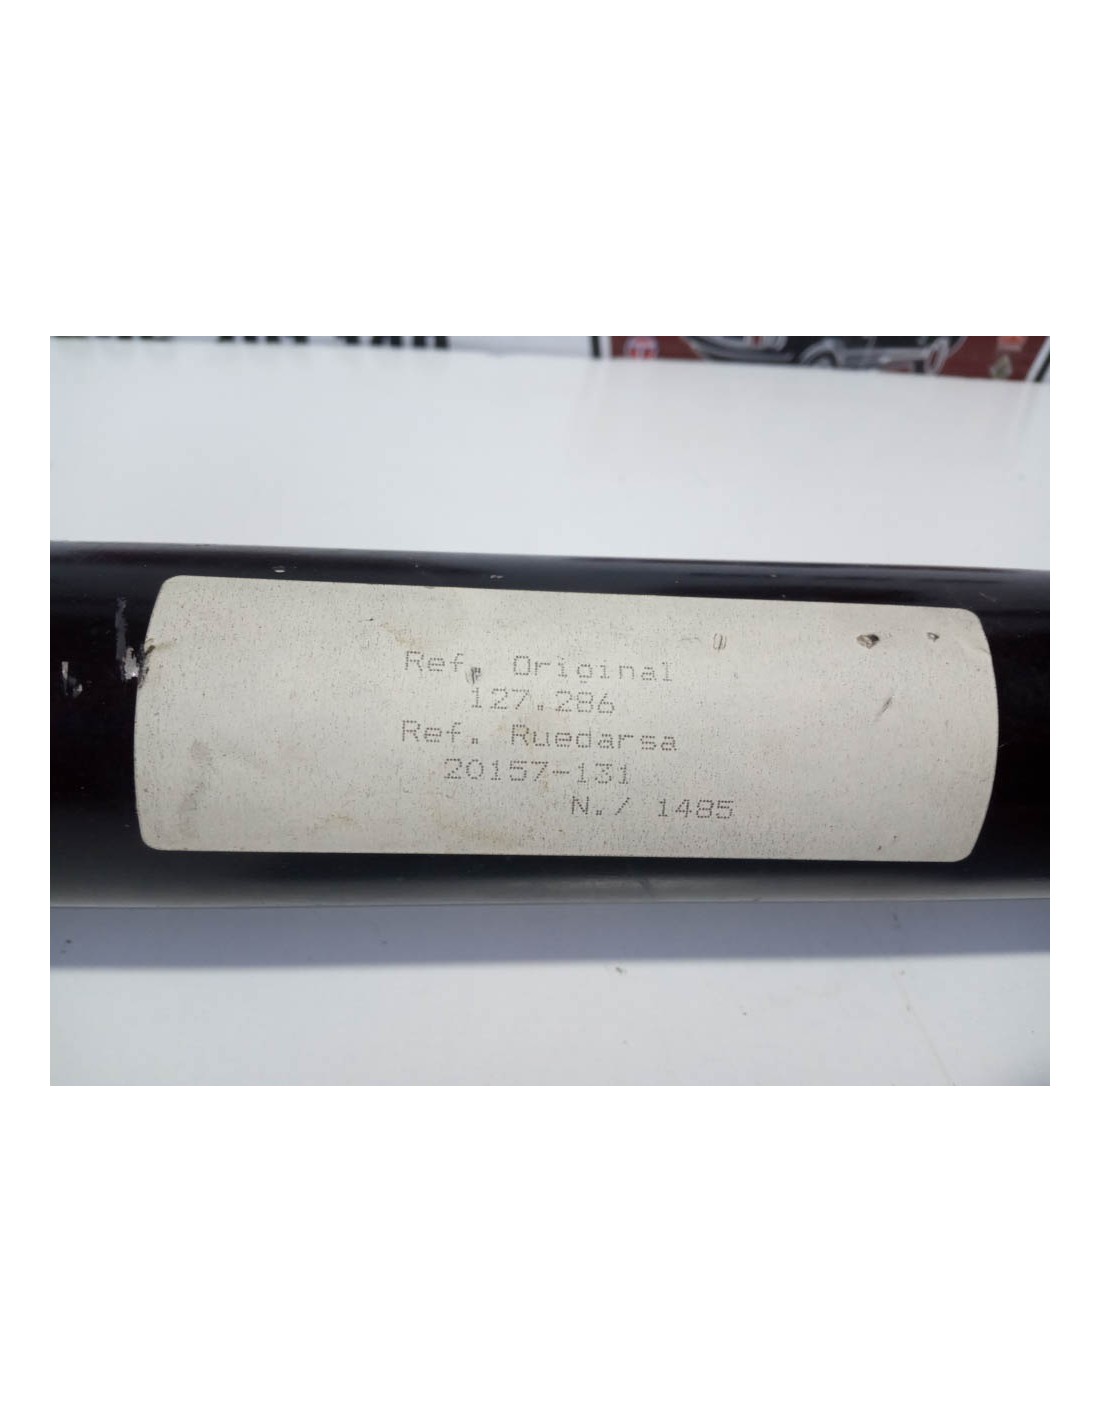 Ref. Original
127.286
Ref. Ruedarsa
20157-131
N./ 1485